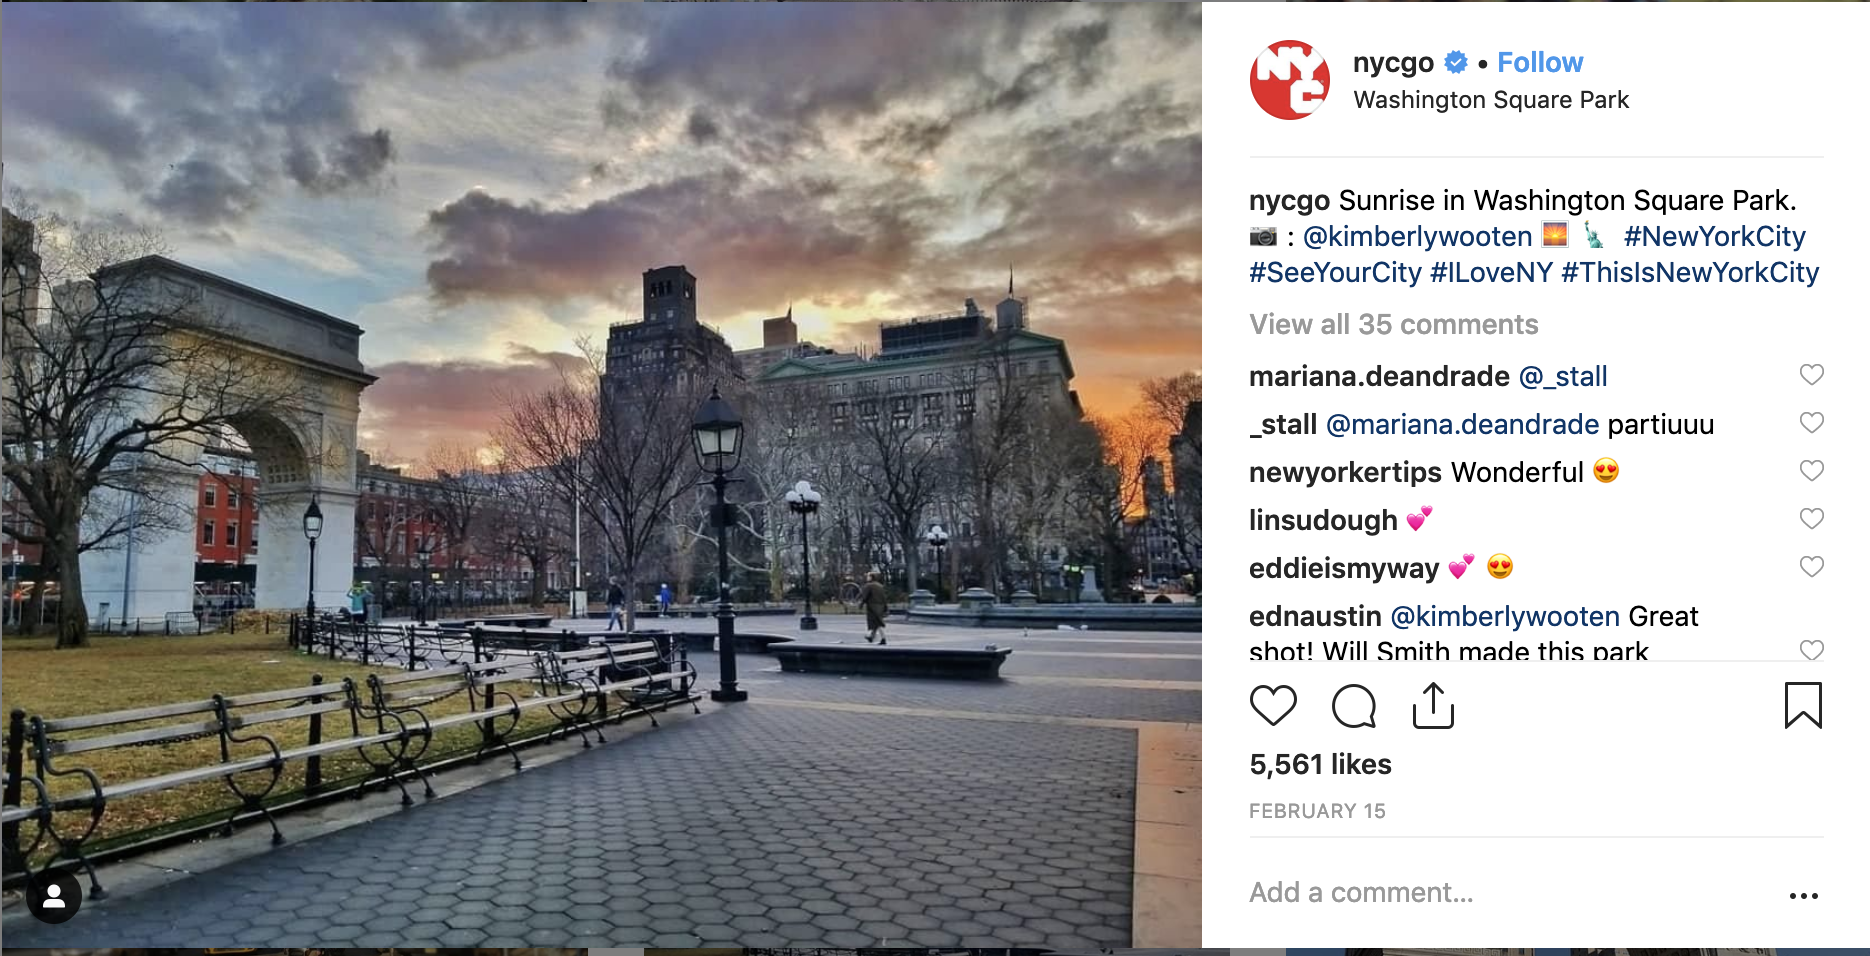 NYC
nycgo • Follow
Washington Square Park
nycgo Sunrise in Washington Square Park.
📷 : @kimberlywooten 🌅 🗽 #NewYorkCity
#SeeYourCity #ILoveNY #ThisIsNewYorkCity
View all 35 comments
mariana.deandrade @_stall
_stall @mariana.deandrade partiuuu
newyorkertips Wonderful 😍
linsudough 💕
eddieismyway 💕 😍
ednaustin @kimberlywooten Great
shot! Will Smith made this park
5,561 likes
FEBRUARY 15
Add a comment...